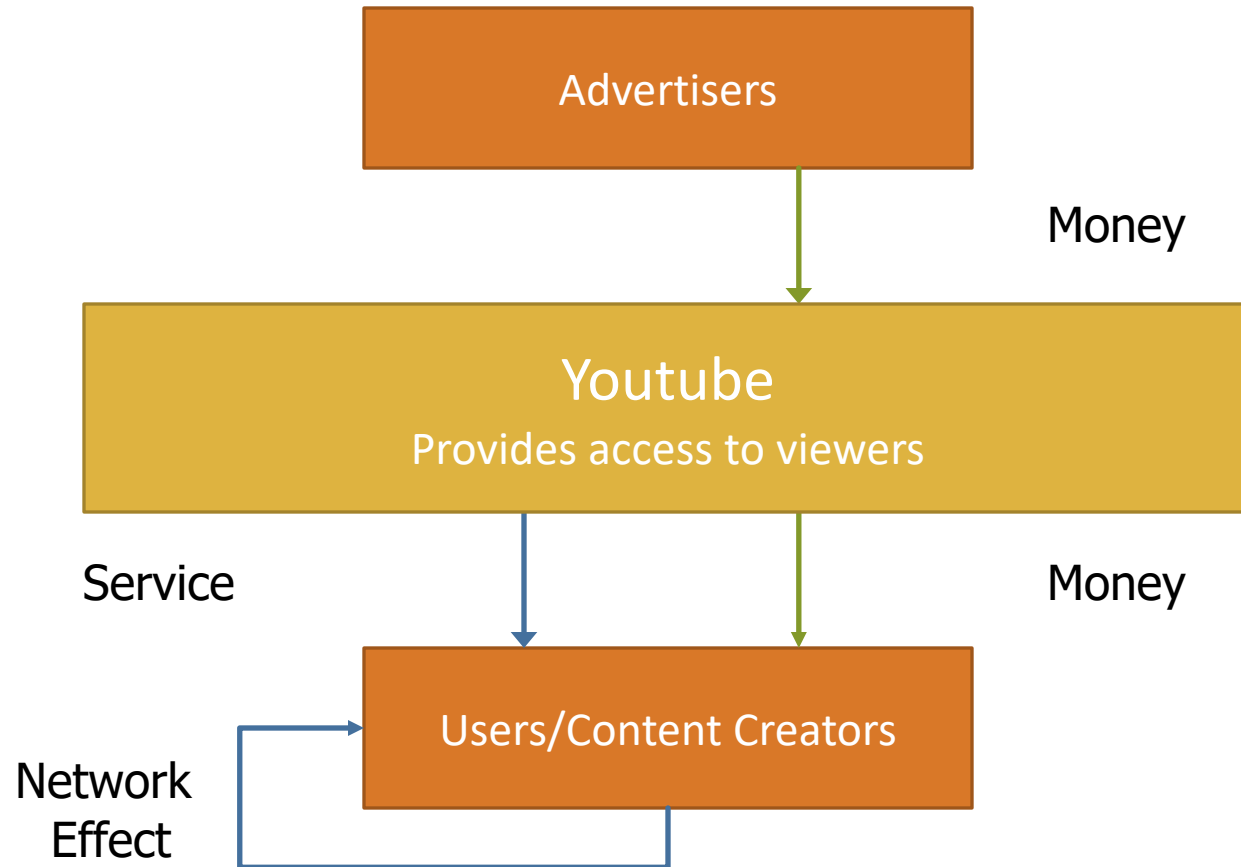 Advertisers
Money
Youtube
Provides access to viewers
Service
Money
Users/Content Creators
Network
Effect